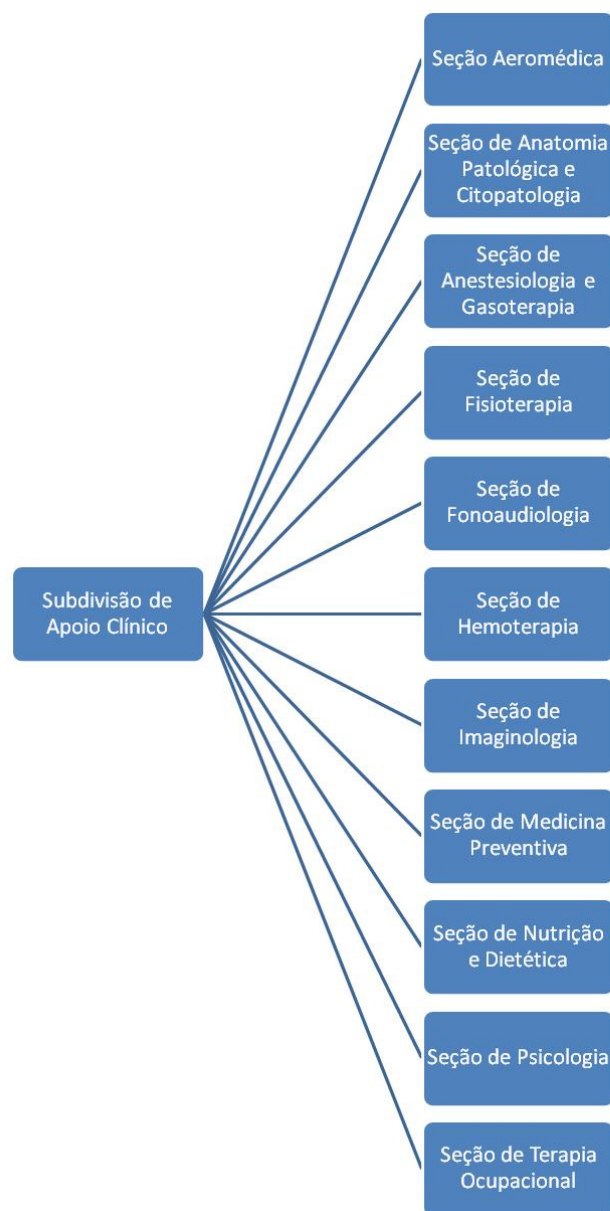 Seção Aeromédica
Seção de Anatomia
Patológica e
Citopatologia
Seção de
Anestesiologia e
Gasoterapia
Seção de
Fisioterapia
Seção de
Fonoaudiologia
Subdivisão de
Apoio Clínico
Seção de
Hemoterapia
Seção de
Imaginologia
Seção de Medicina
Preventiva
Seção de Nutrição
e Dietética
Seção de Psicologia
Seção de Terapia
Ocupacional